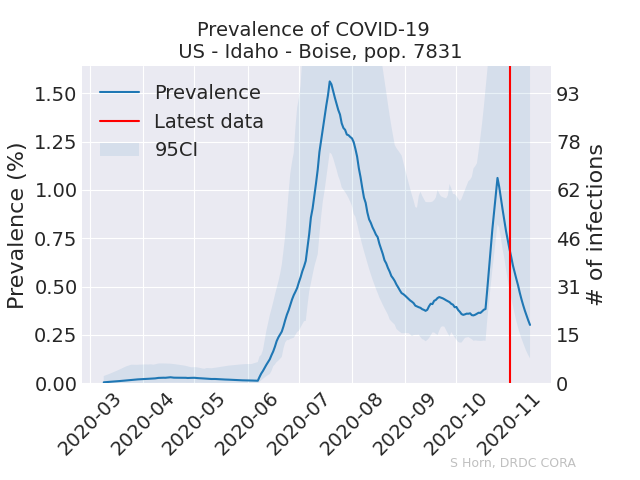 Prevalence of COVID-19
US - Idaho - Boise, pop. 7831
Prevalence
Latest data
95CI
Prevalence (%)
1.50
1.25
1.00
0.75
0.50
0.25
0.00
93
78
62
46
31
15
0
# of infections
2020-03
2020-04
2020-05
2020-06
2020-07
2020-08
2020-09
2020-10
2020-11
S Horn, DRDC CORA